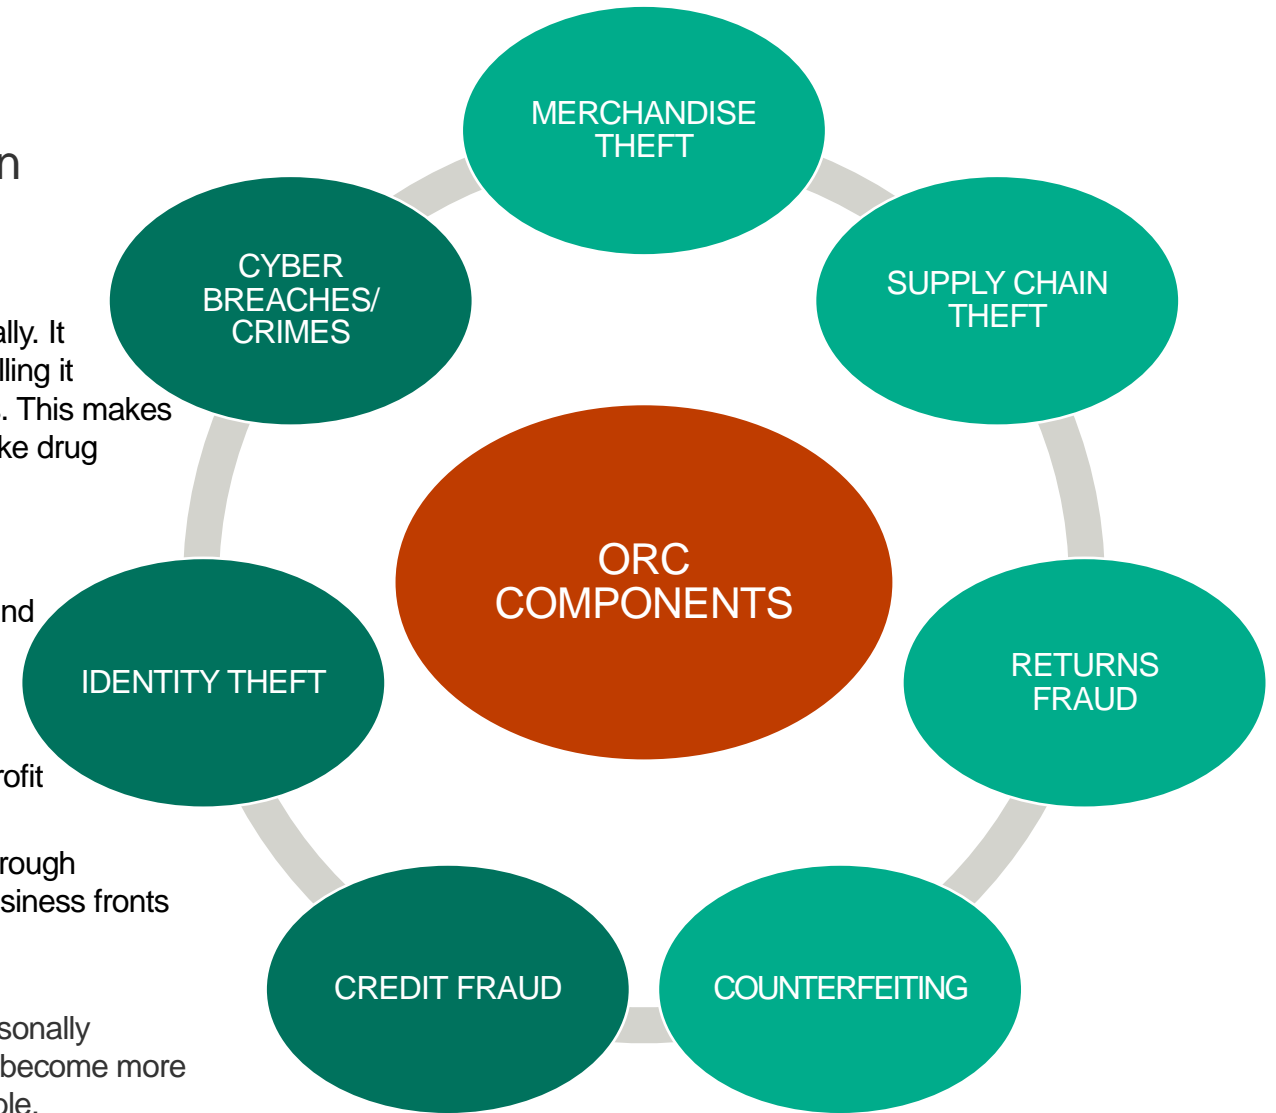 n
ally. It
lling it
. This makes
ke drug
nd
rofit
rough
siness fronts
sonally
become more
ple.
MERCHANDISE
THEFT
SUPPLY CHAIN
THEFT
RETURNS
FRAUD
COUNTERFEITING
CREDIT FRAUD
IDENTITY THEFT
CYBER
BREACHES/
CRIMES
ORC
COMPONENTS